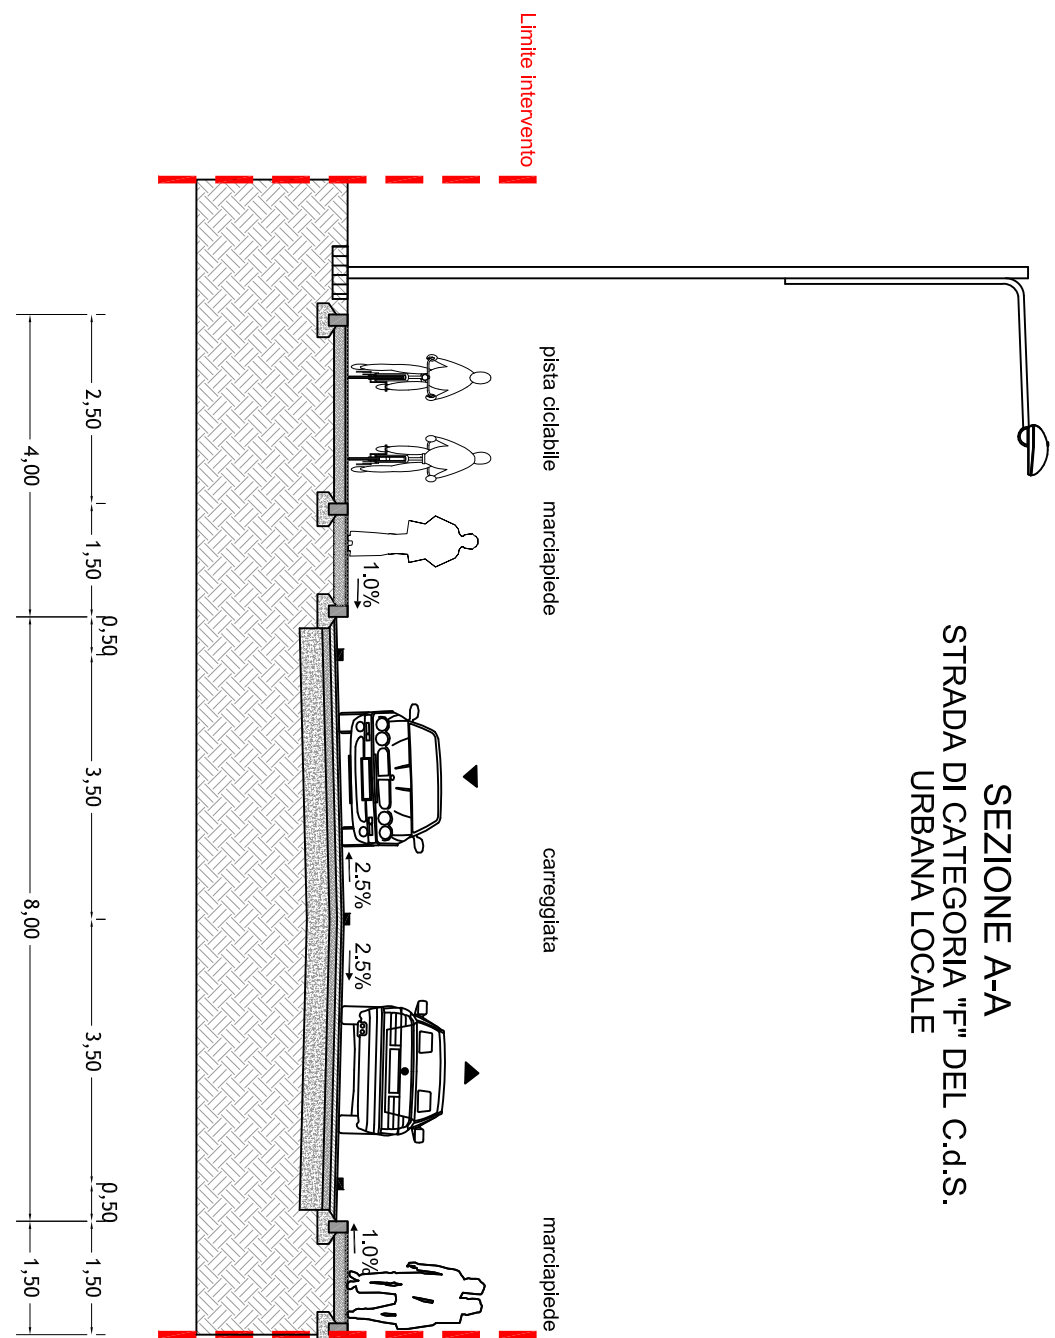 SEZIONE A-A
STRADA DI CATEGORIA "F" DEL C.d.S.
URBANA LOCALE
Limite intervento
pista ciclabile
marciapiede
carreggiata
marciapiede
1.0%
2.5%
2.5%
1.0%
2,50
1,50
0,50
3,50
3,50
0,50
1,50
4,00
8,00
1,50